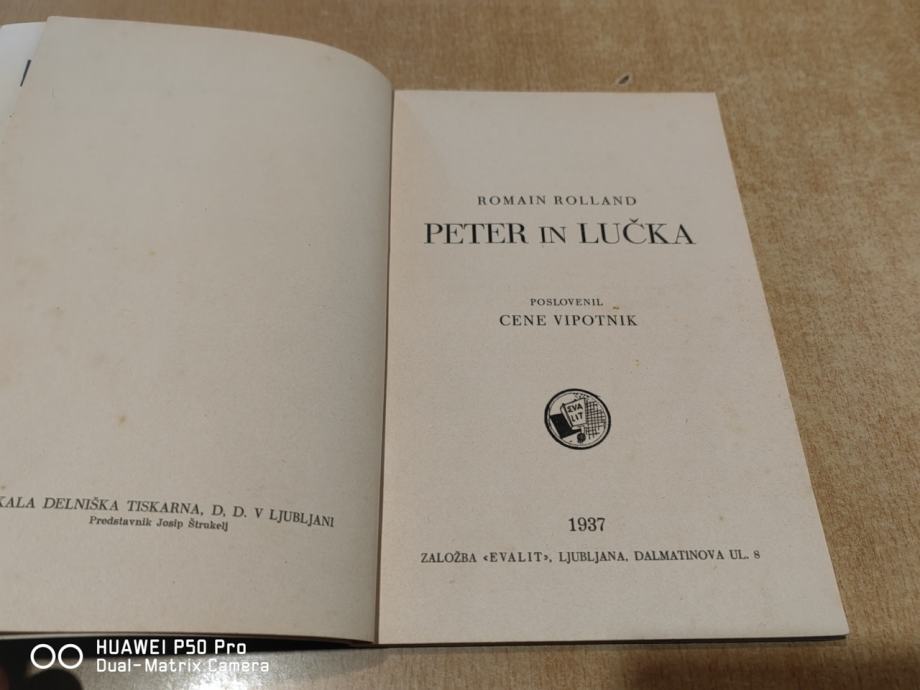 KALA DELNIŠKA TISKARNA, D. D. V LJUBLJANI
Predstavnik Josip Štrukelj
ROMAIN ROLLAND
PETER IN LUČKA
POSLOVENIL
CENE VIPOTNIK
EVA
LIT
1937
ZALOŽBA «EVALIT», LJUBLJANA, DALMATINOVA UL. 8
HUAWEI P50 Pro
Dual-Matrix Camera